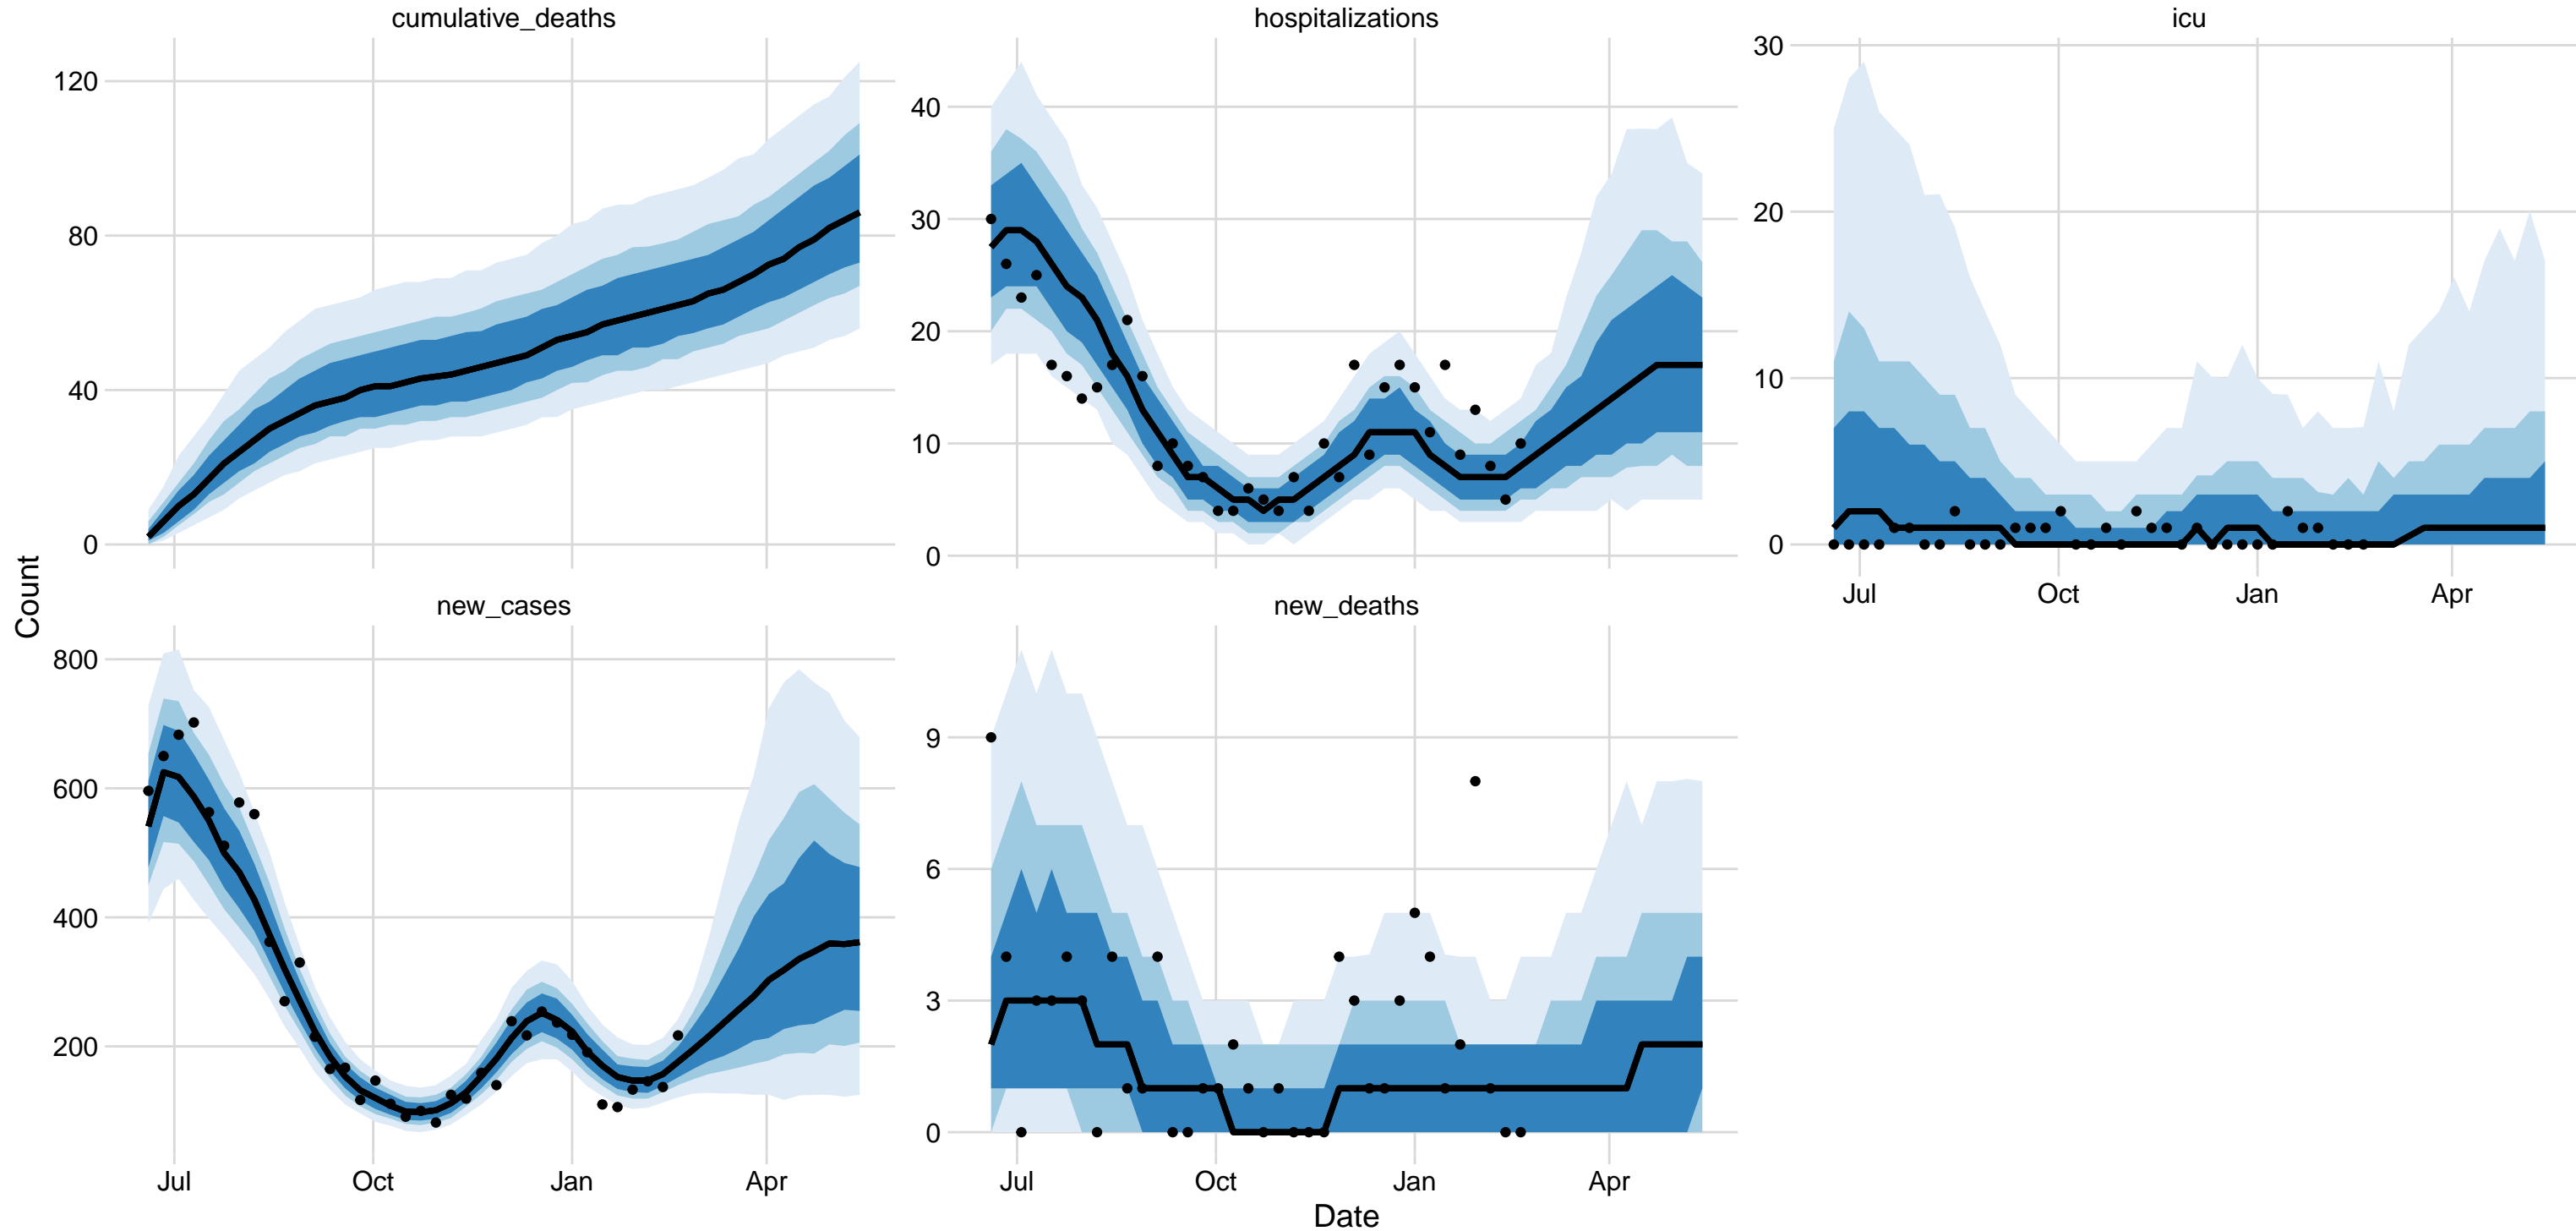 cumulative_deaths
hospitalizations
icu
120
80
40
0
40
30
20
10
0
30
20
10
0
Jul Oct Jan Apr
Count
new_cases
new_deaths
800
600
400
200
9
6
3
0
Jul Oct Jan Apr
Jul Oct Jan Apr
Date